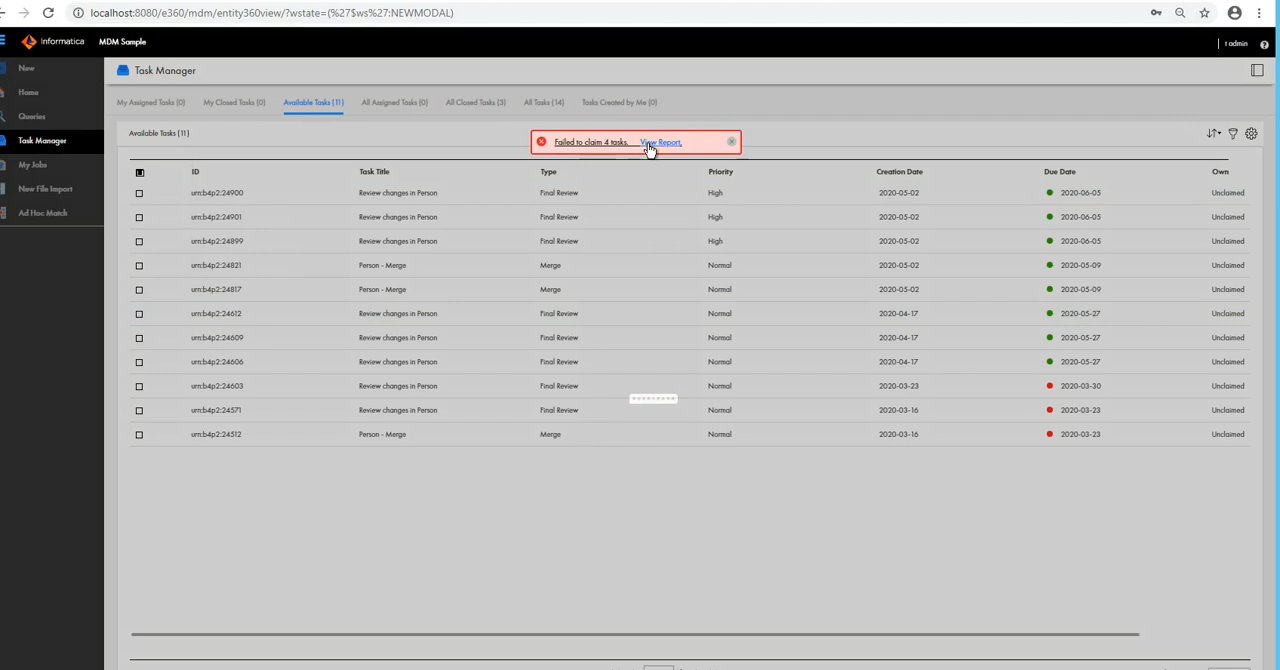 localhost:8080/e360/mdm/entity360view/?wstate=(%27$ws%27:NEWMODAL)
Informatica MDM Sample t admin
New
Home
Queries
Task Manager
My Jobs
New File Import
Ad Hoc Match
Task Manager
My Assigned Tasks (0) My Closed Tasks (0) Available Tasks (11) All Assigned Tasks (0) All Closed Tasks (3) All Tasks (14) Tasks Created by Me (0)
Available Tasks (11)
Failed to claim 4 tasks. View Report.
ID Task Title Type Priority Creation Date Due Date Own
urn:b4p2:24900 Review changes in Person Final Review High 2020-05-02 2020-06-05 Unclaimed
urn:b4p2:24901 Review changes in Person Final Review High 2020-05-02 2020-06-05 Unclaimed
urn:b4p2:24899 Review changes in Person Final Review High 2020-05-02 2020-06-05 Unclaimed
urn:b4p2:24821 Person - Merge Merge Normal 2020-05-02 2020-05-09 Unclaimed
urn:b4p2:24817 Person - Merge Merge Normal 2020-05-02 2020-05-09 Unclaimed
urn:b4p2:24612 Review changes in Person Final Review Normal 2020-04-17 2020-05-27 Unclaimed
urn:b4p2:24609 Review changes in Person Final Review Normal 2020-04-17 2020-05-27 Unclaimed
urn:b4p2:24606 Review changes in Person Final Review Normal 2020-04-17 2020-05-27 Unclaimed
urn:b4p2:24603 Review changes in Person Final Review Normal 2020-03-23 2020-03-30 Unclaimed
urn:b4p2:24571 Review changes in Person Final Review Normal 2020-03-16 2020-03-23 Unclaimed
urn:b4p2:24512 Person - Merge Merge Normal 2020-03-16 2020-03-23 Unclaimed